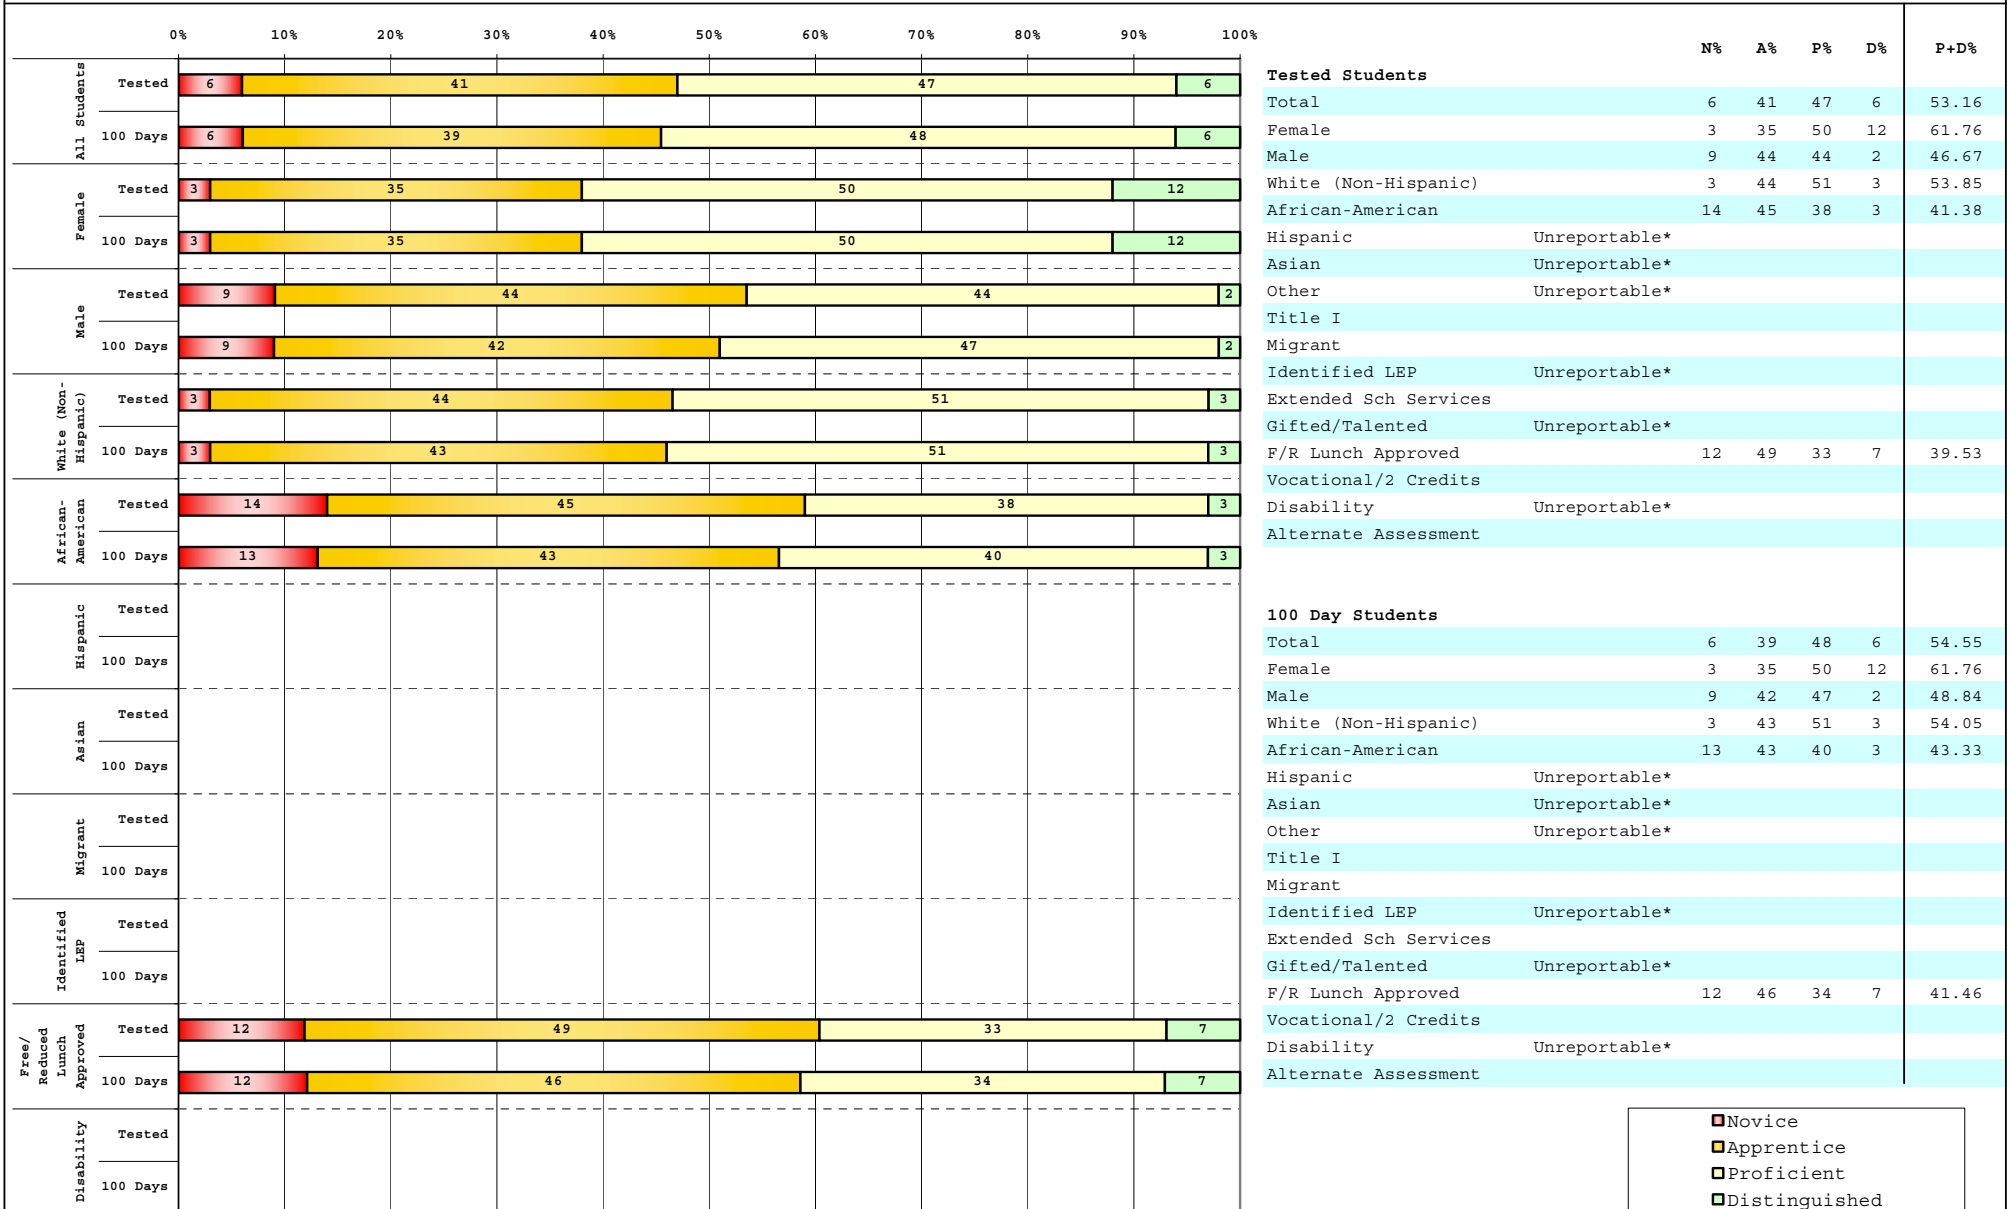 0% 10% 20% 30% 40% 50% 60% 70% 80% 90% 100%
All Students
Tested 6 41 47 6
100 Days 6 39 48 6
Female
Tested 3 35 50 12
100 Days 3 35 50 12
Male
Tested 9 44 44 2
100 Days 9 42 47 2
White (Non-
Hispanic)
Tested 3 44 51 3
100 Days 3 43 51 3
African-
American
Tested 14 45 38 3
100 Days 13 43 40 3
Hispanic
Tested
100 Days
Asian
Tested
100 Days
Migrant
Tested
100 Days
Identified
LEP
Tested
100 Days
Free/
Reduced
Lunch
Approved
Tested 12 49 33 7
100 Days 12 46 34 7
Disability
Tested
100 Days
N% A% P% D% P+D%
Tested Students
Total 6 41 47 6 53.16
Female 3 35 50 12 61.76
Male 9 44 44 2 46.67
White (Non-Hispanic) 3 44 51 3 53.85
African-American 14 45 38 3 41.38
Hispanic Unreportable*
Asian Unreportable*
Other Unreportable*
Title I
Migrant
Identified LEP Unreportable*
Extended Sch Services
Gifted/Talented Unreportable*
F/R Lunch Approved 12 49 33 7 39.53
Vocational/2 Credits
Disability Unreportable*
Alternate Assessment
100 Day Students
Total 6 39 48 6 54.55
Female 3 35 50 12 61.76
Male 9 42 47 2 48.84
White (Non-Hispanic) 3 43 51 3 54.05
African-American 13 43 40 3 43.33
Hispanic Unreportable*
Asian Unreportable*
Other Unreportable*
Title I
Migrant
Identified LEP Unreportable*
Extended Sch Services
Gifted/Talented Unreportable*
F/R Lunch Approved 12 46 34 7 41.46
Vocational/2 Credits
Disability Unreportable*
Alternate Assessment
Novice
Apprentice
Proficient
Distinguished